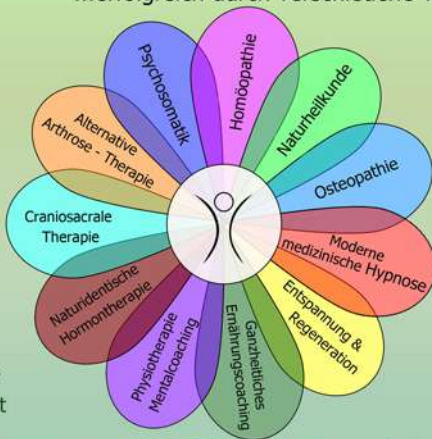 Homöopathie
Naturheilkunde
Osteopathie
Moderne
medizinische Hypnose
Entspannung &
Regeneration
Ganzheitliches
Ernährungscoaching
Physiotherapie
Mentalcoaching
Naturidentische
Hormontherapie
Craniosacrale
Therapie
Alternative
Arthrose - Therapie
Psychosomatik